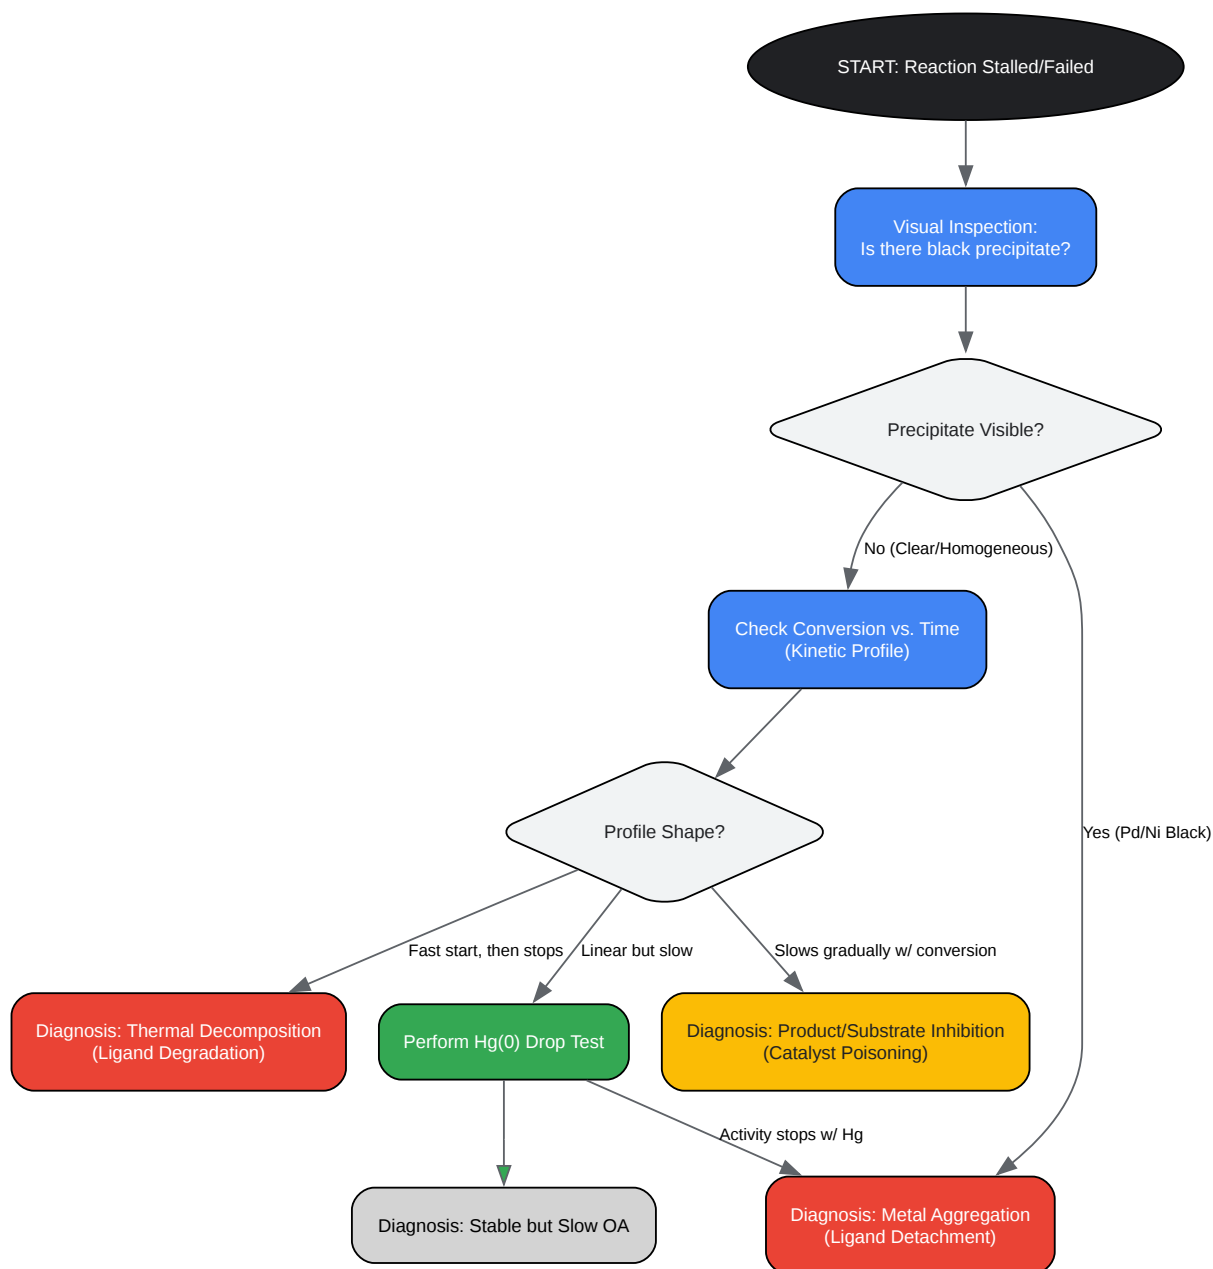 START: Reaction Stalled/Failed
Visual Inspection:
Is there black precipitate?
Precipitate Visible?
No (Clear/Homogeneous)
Check Conversion vs. Time
(Kinetic Profile)
Profile Shape?
Yes (Pd/Ni Black)
Fast start, then stops
Linear but slow
Slows gradually w/ conversion
Diagnosis: Thermal Decomposition
(Ligand Degradation)
Perform Hg(0) Drop Test
Diagnosis: Product/Substrate Inhibition
(Catalyst Poisoning)
Activity stops w/ Hg
Diagnosis: Stable but Slow OA
Diagnosis: Metal Aggregation
(Ligand Detachment)